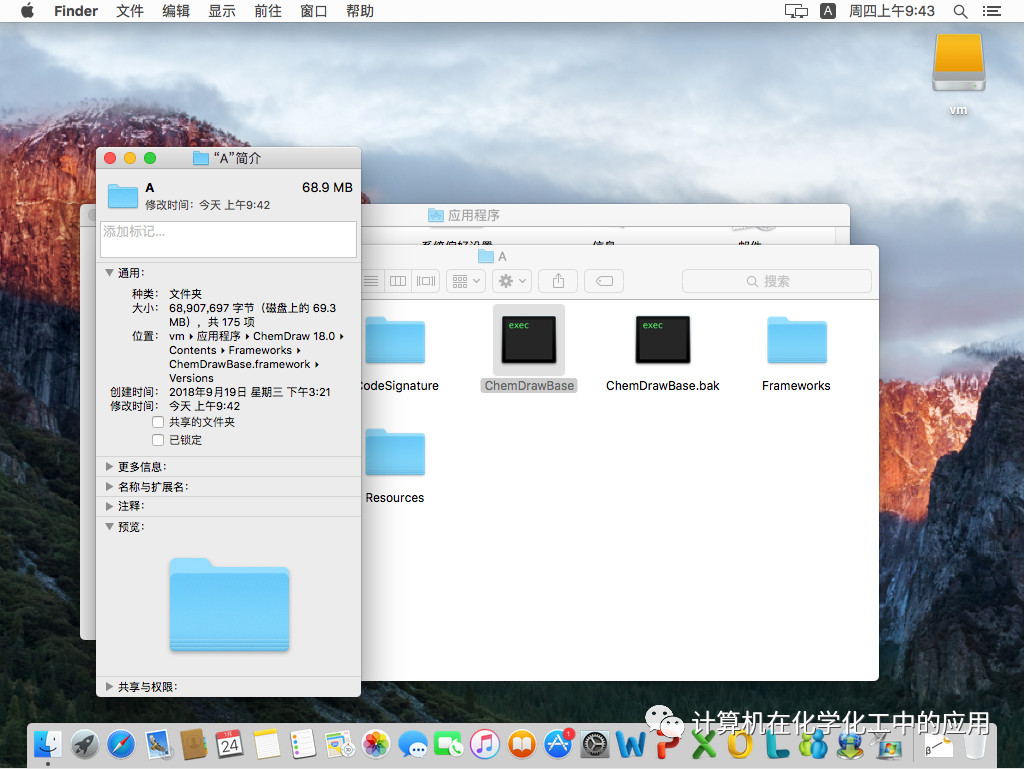 Finder 文件 编辑 显示 前往 窗口 帮助 A 周四上午9:43
vm
“A”简介
A 68.9 MB
修改时间：今天 上午9:42
添加标记...
通用：
种类： 文件夹
大小： 68,907,697 字节（磁盘上的 69.3
MB），共 175 项
位置： vm ▸ 应用程序 ▸ ChemDraw 18.0 ▸
Contents ▸ Frameworks ▸
ChemDrawBase.framework ▸
Versions
创建时间： 2018年9月19日 星期三 下午3:21
修改时间： 今天 上午9:42
共享的文件夹
已锁定
更多信息：
名称与扩展名：
注释：
预览：
共享与权限：
应用程序
系统偏好设置 信息 邮件
A
搜索
exec exec
CodeSignature ChemDrawBase ChemDrawBase.bak Frameworks
Resources
计算机在化学化工中的应用
24 1